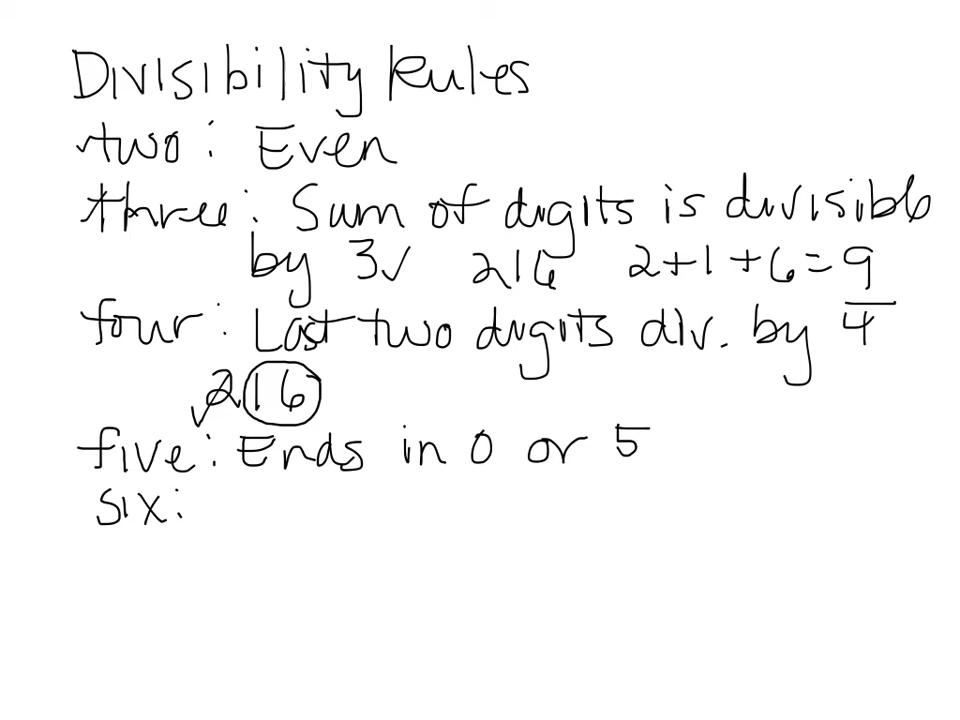 Divisibility Rules
two: Even
three: Sum of digits is divisible
by 3✓ 216 2+1+6=9
four: Last two digits div. by 4
✓216
five: Ends in 0 or 5
six: